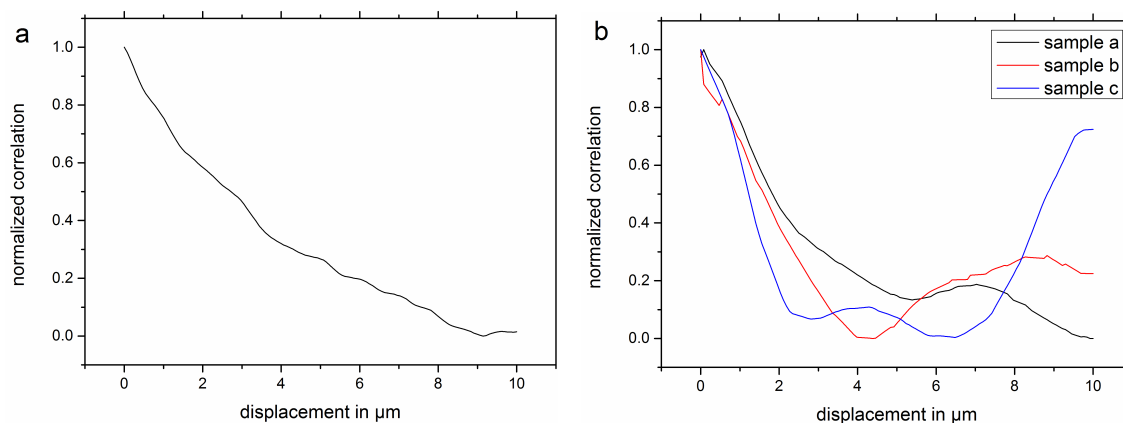 a
1.0
0.8
0.6
0.4
0.2
0.0
normalized correlation
0 2 4 6 8 10
displacement in µm
b
sample a
sample b
sample c
1.0
0.8
0.6
0.4
0.2
0.0
normalized correlation
0 2 4 6 8 10
displacement in µm